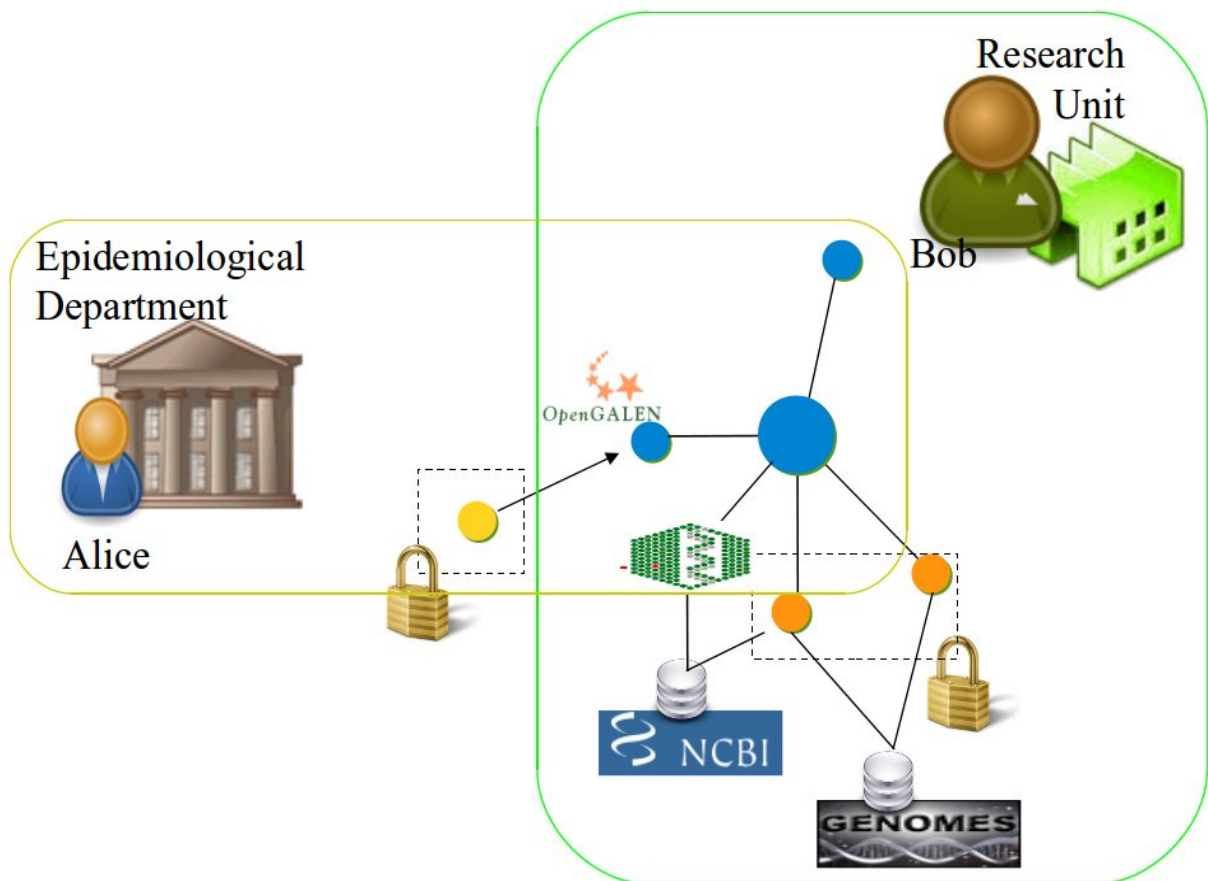 Research
Unit
Bob
Epidemiological
Department
Alice
OpenGALEN
NCBI
GENOMES